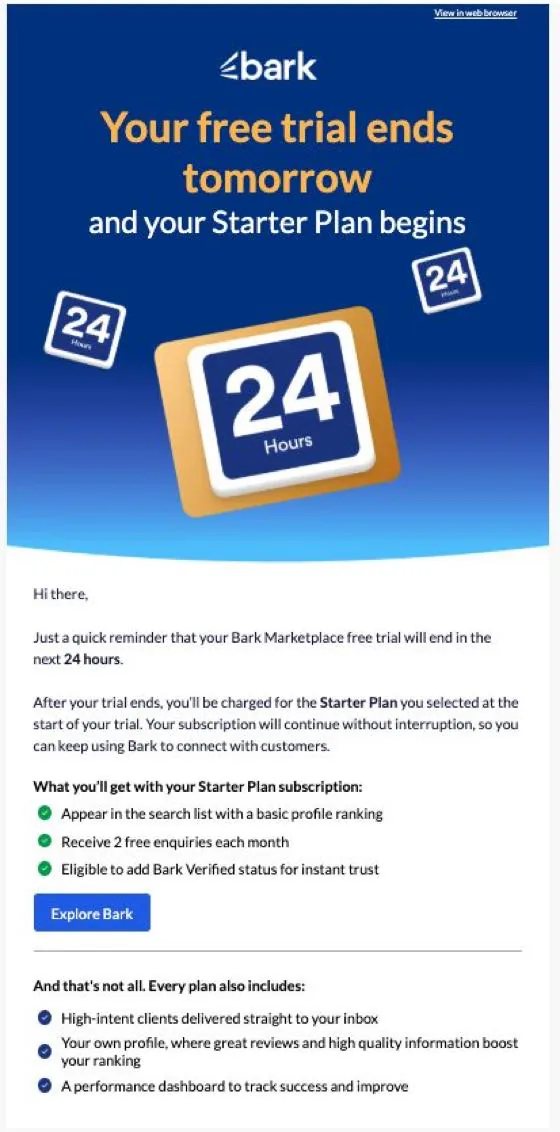 View in web browser
bark
Your free trial ends
tomorrow
and your Starter Plan begins
24
Hours
24
Hours
24
Hours
Hi there,
Just a quick reminder that your Bark Marketplace free trial will end in the
next 24 hours.
After your trial ends, you'll be charged for the Starter Plan you selected at the
start of your trial. Your subscription will continue without interruption, so you
can keep using Bark to connect with customers.
What you'll get with your Starter Plan subscription:
Appear in the search list with a basic profile ranking
Receive 2 free enquiries each month
Eligible to add Bark Verified status for instant trust
Explore Bark
And that's not all. Every plan also includes:
High-intent clients delivered straight to your inbox
Your own profile, where great reviews and high quality information boost
your ranking
A performance dashboard to track success and improve